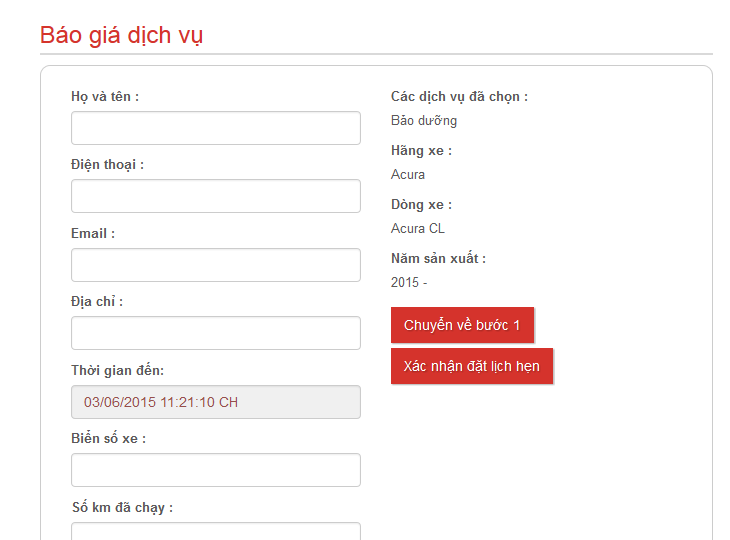 Báo giá dịch vụ
Họ và tên :
Điện thoại :
Email :
Địa chỉ :
Thời gian đến:
03/06/2015 11:21:10 CH
Biển số xe :
Số km đã chạy :
Các dịch vụ đã chọn :
Bảo dưỡng
Hãng xe :
Acura
Dòng xe :
Acura CL
Năm sản xuất :
2015 -
Chuyển về bước 1
Xác nhận đặt lịch hẹn